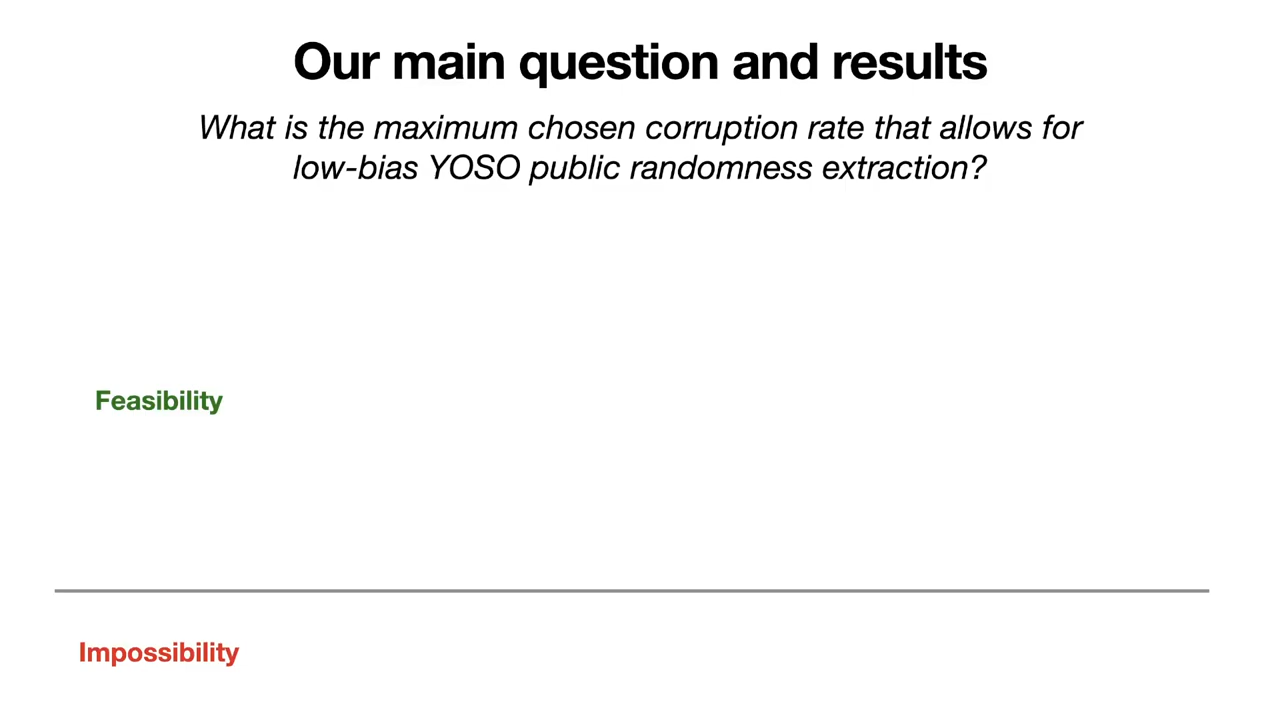 Our main question and results
What is the maximum chosen corruption rate that allows for
low-bias YOSO public randomness extraction?
Feasibility
Impossibility